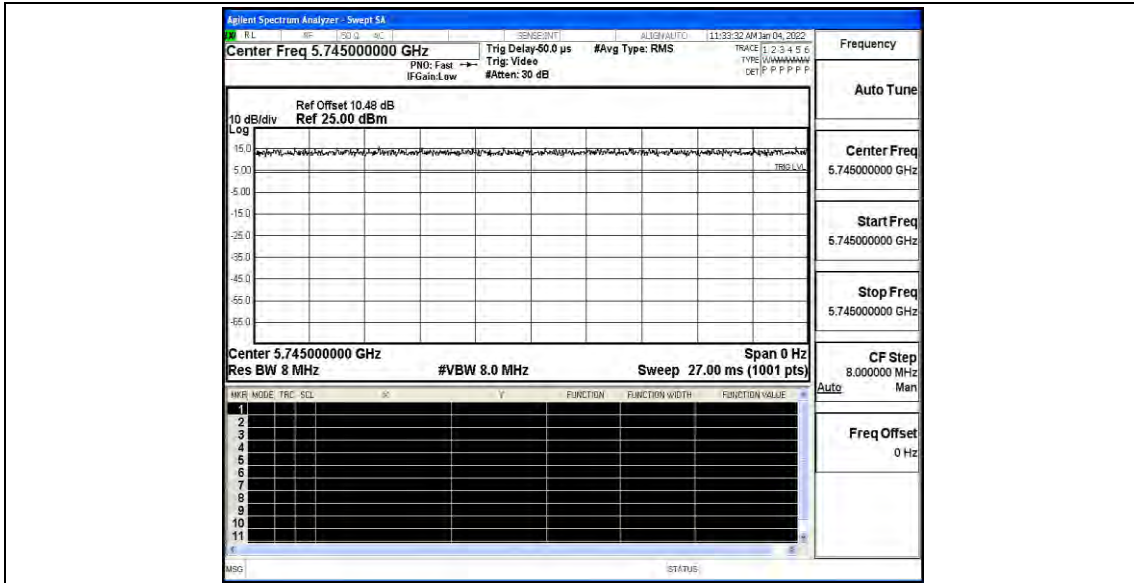 Agilent Spectrum Analyzer - Swept SA
RL RF 50 Ω AC SENSE:INT ALIGNAUTO 11:33:32 AM Jan 04, 2022
Center Freq 5.745000000 GHz
PNO: Fast
IFGain:Low
Trig Delay-50.0 µs
Trig: Video
#Atten: 30 dB
#Avg Type: RMS
TRACE 1 2 3 4 5 6
TYPE WWWWWW
DET P P P P P P
Ref Offset 10.48 dB
10 dB/div Ref 25.00 dBm
Log
15.0
5.00
TRIG LVL
-5.00
-15.0
-25.0
-35.0
-45.0
-55.0
-65.0
Center 5.745000000 GHz Span 0 Hz
Res BW 8 MHz #VBW 8.0 MHz Sweep 27.00 ms (1001 pts)
MKR MODE TRC SCL X Y FUNCTION FUNCTION WIDTH FUNCTION VALUE
1
2
3
4
5
6
7
8
9
10
11
MSG STATUS
Frequency
Auto Tune
Center Freq
5.745000000 GHz
Start Freq
5.745000000 GHz
Stop Freq
5.745000000 GHz
CF Step
8.000000 MHz
Auto Man
Freq Offset
0 Hz